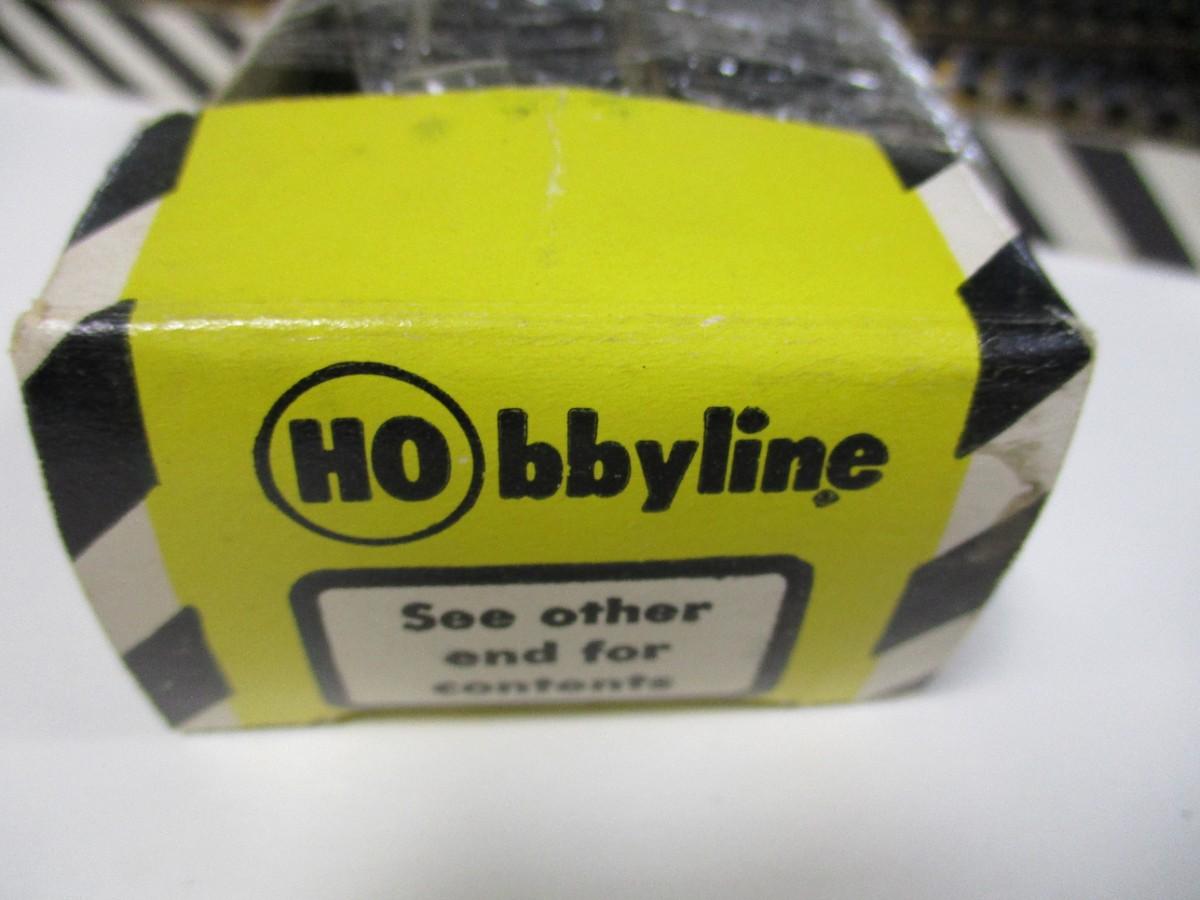 HObbyline
See other
end for
contents